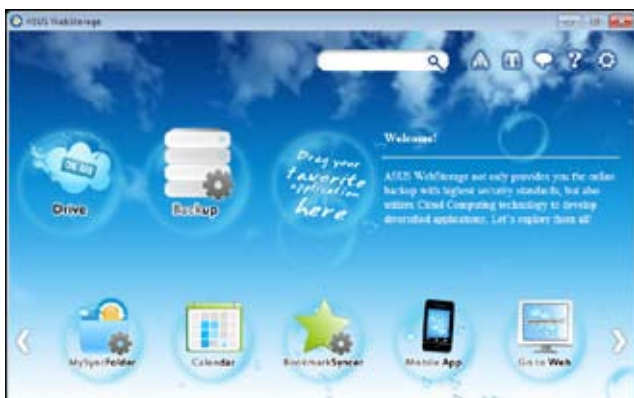 ASUS WebStorage
Welcome!
ASUS WebStorage not only provides you the online
backup with highest security standards, but also
utilizes Cloud Computing technology to develop
diversified applications. Let's explore them all!
Drag your
favorite
application
here
Drive
Backup
MySyncFolder
Calendar
BookmarkSyncer
Mobile App
Go to Web